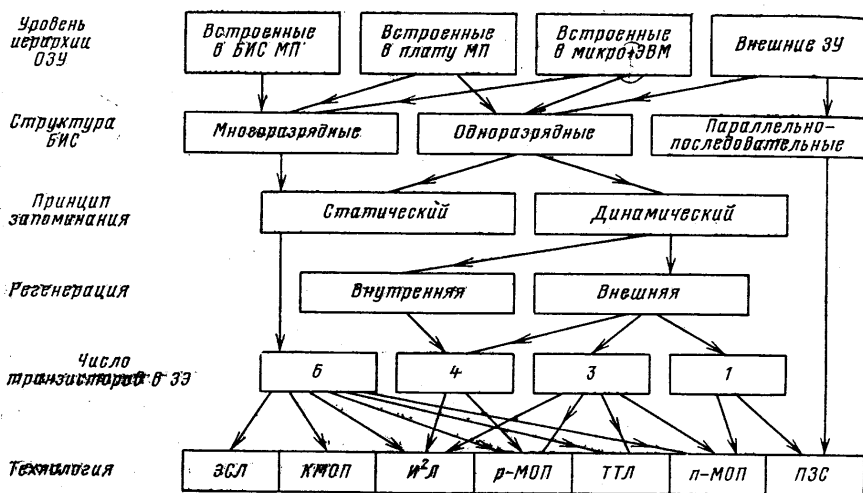 Уровень иерархии ОЗУ
Встроенные в БИС МП
Встроенные в плату МП
Встроенные в микроЭВМ
Внешние ЗУ
Структура БИС
Многоразрядные
Одноразрядные
Параллельно-
последовательные
Принцип запоминания
Статический
Динамический
Регенерация
Внутренняя
Внешняя
Число транзисторов в ЗЭ
6
4
3
1
Технология
ЭСЛ
КМОП
И²Л
р-МОП
ТТЛ
п-МОП
ПЗС